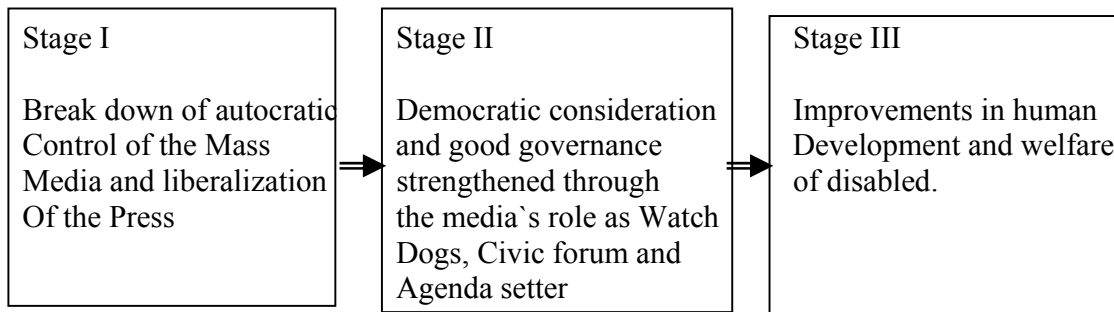 Stage I
Break down of autocratic
Control of the Mass
Media and liberalization
Of the Press
Stage II
Democratic consideration
and good governance
strengthened through
the media`s role as Watch
Dogs, Civic forum and
Agenda setter
Stage III
Improvements in human
Development and welfare
of disabled.